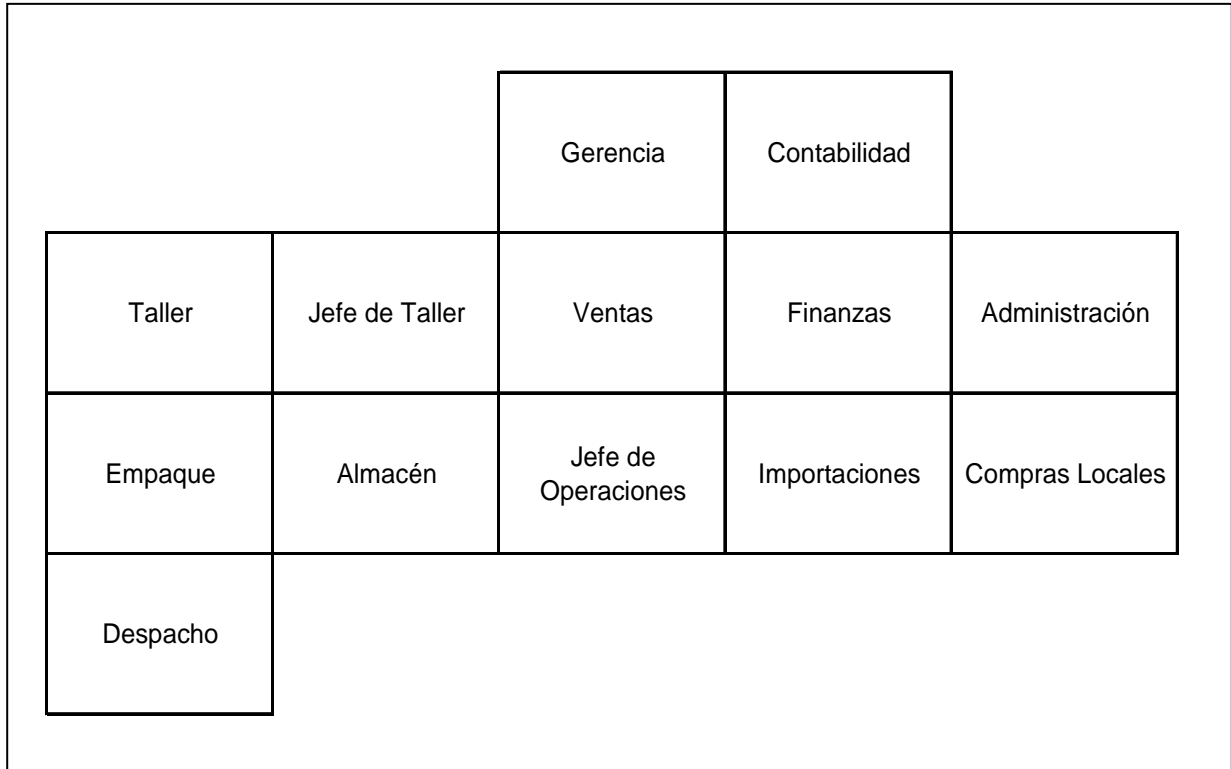 Gerencia
Contabilidad
Taller
Jefe de Taller
Ventas
Finanzas
Administración
Empaque
Almacén
Jefe de
Operaciones
Importaciones
Compras Locales
Despacho